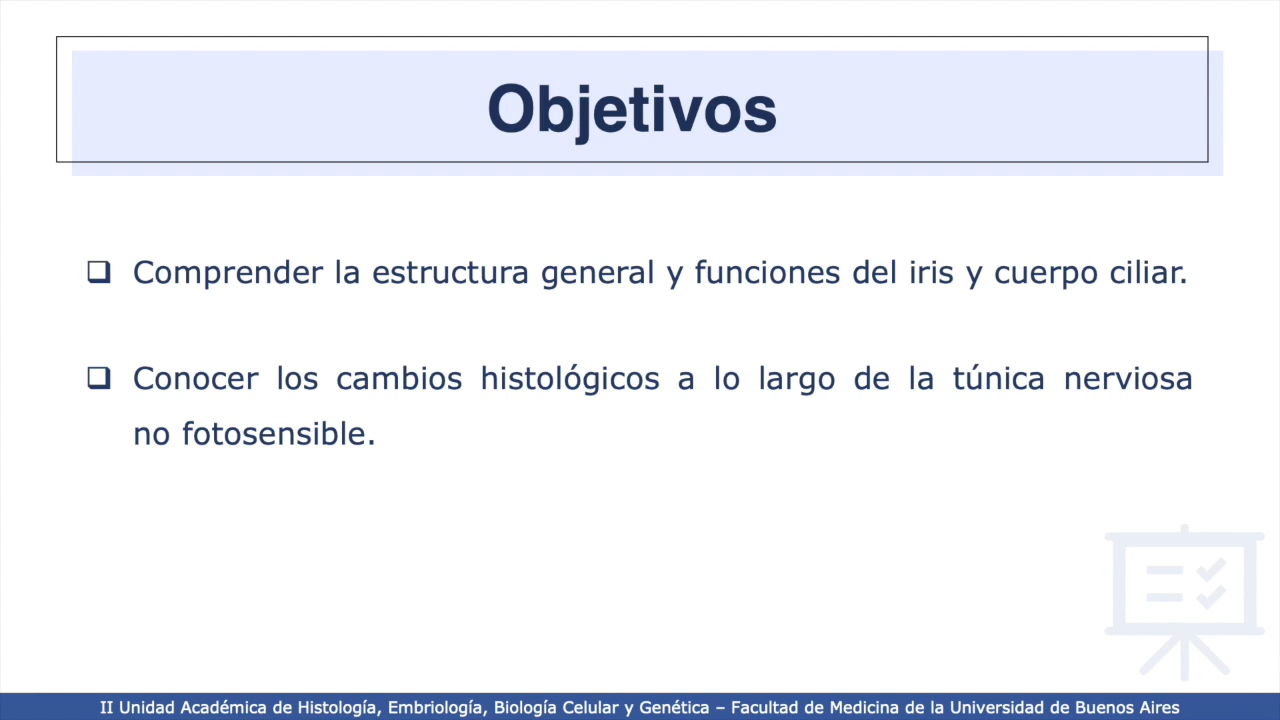 Objetivos
❑ Comprender la estructura general y funciones del iris y cuerpo ciliar.
❑ Conocer los cambios histológicos a lo largo de la túnica nerviosa
no fotosensible.
II Unidad Académica de Histología, Embriología, Biología Celular y Genética – Facultad de Medicina de la Universidad de Buenos Aires